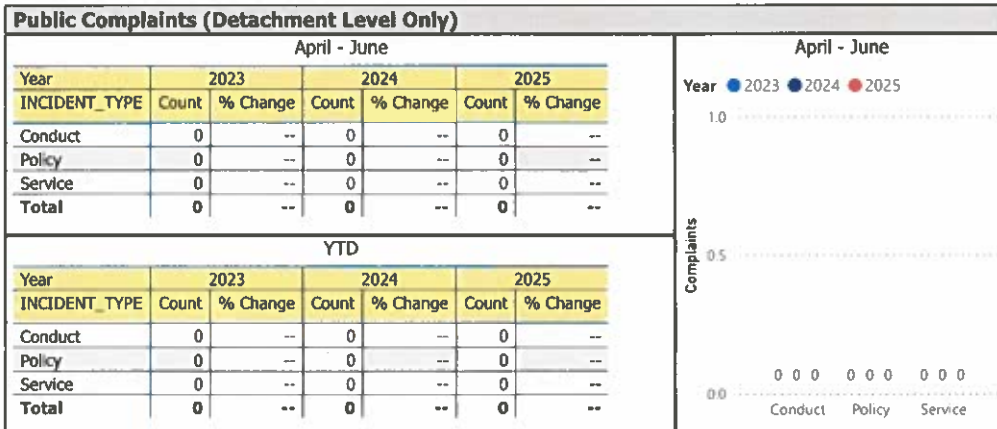 Public Complaints (Detachment Level Only)
April - June
Year 2023 2024 2025
INCIDENT_TYPE Count % Change Count % Change Count % Change
Conduct 0 -- 0 -- 0 --
Policy 0 -- 0 -- 0 --
Service 0 -- 0 -- 0 --
Total 0 -- 0 -- 0 --
YTD
Year 2023 2024 2025
INCIDENT_TYPE Count % Change Count % Change Count % Change
Conduct 0 -- 0 -- 0 --
Policy 0 -- 0 -- 0 --
Service 0 -- 0 -- 0 --
Total 0 -- 0 -- 0 --
April - June
Year 2023 2024 2025
1.0
Complaints
0.5
0 0 0 0 0 0 0 0 0
0.0
Conduct Policy Service